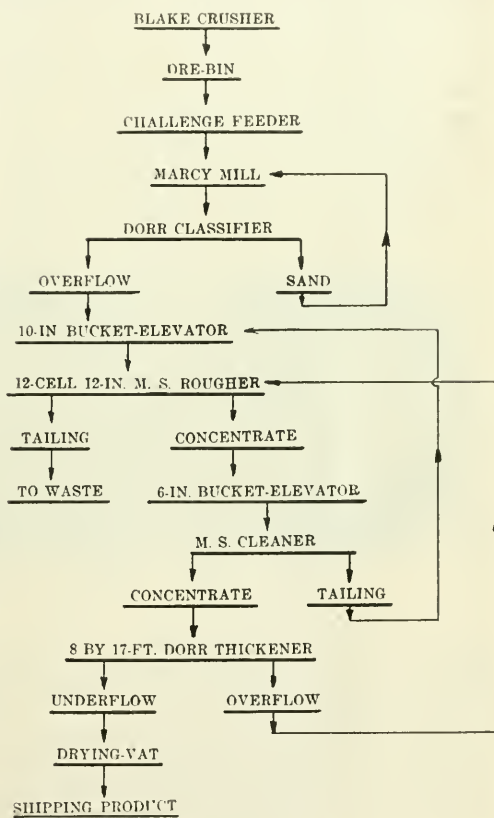 BLAKE CRUSHER
ORE-BIN
CHALLENGE FEEDER
MARCY MILL
DORR CLASSIFIER
OVERFLOW SAND
10-IN BUCKET-ELEVATOR
12-CELL 12-IN. M. S. ROUGHER
TAILING CONCENTRATE
TO WASTE 6-IN. BUCKET-ELEVATOR
M. S. CLEANER
CONCENTRATE TAILING
8 BY 17-FT. DORR THICKENER
UNDERFLOW OVERFLOW
DRYING-VAT
SHIPPING PRODUCT